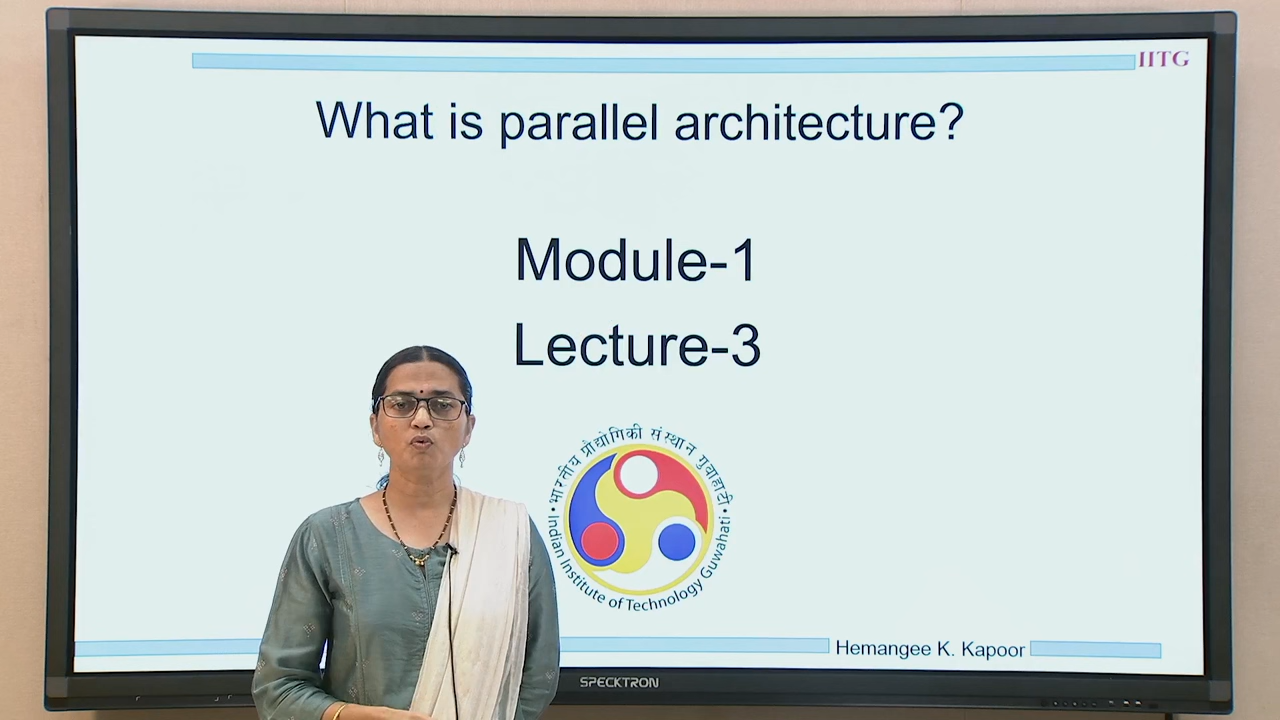 IITG
What is parallel architecture?
Module-1
Lecture-3
भारतीय प्रौद्योगिकी संस्थान गुवाहाटी
Indian Institute of Technology Guwahati
Hemangee K. Kapoor
SPECKTRON